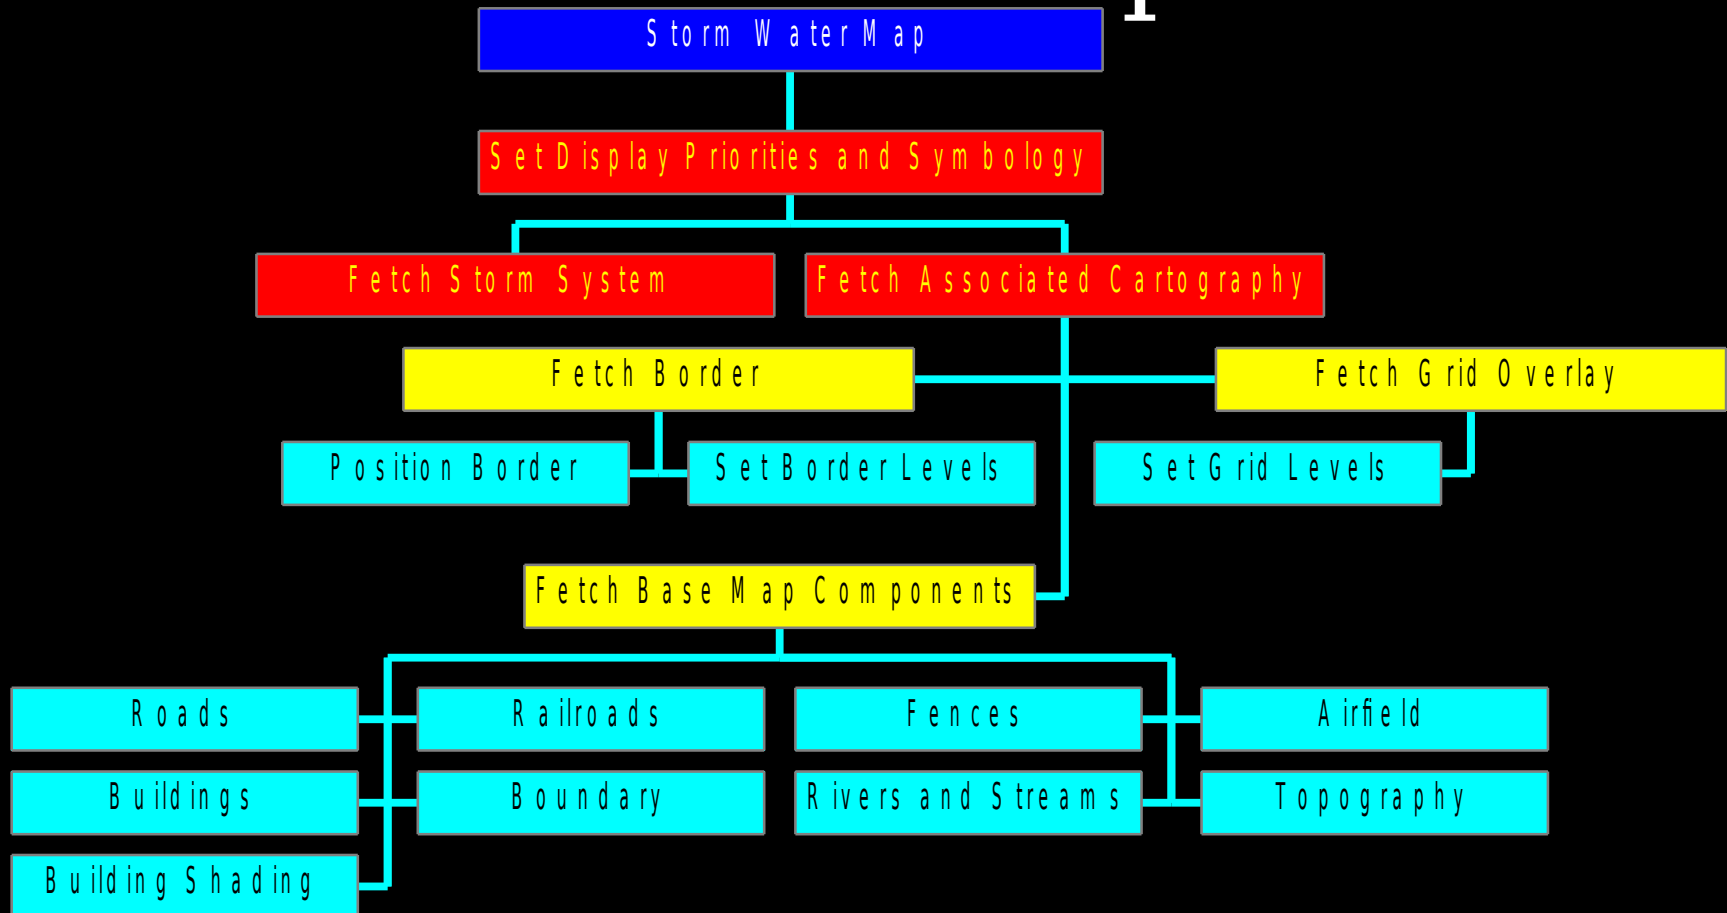 Storm Water Map
Set Display Priorities and Symbology
Fetch Storm System
Fetch Associated Cartography
Fetch Border
Fetch Grid Overlay
Position Border
Set Border Levels
Set Grid Levels
Fetch Base Map Components
Roads
Railroads
Fences
Airfield
Buildings
Boundary
Rivers and Streams
Topography
Building Shading